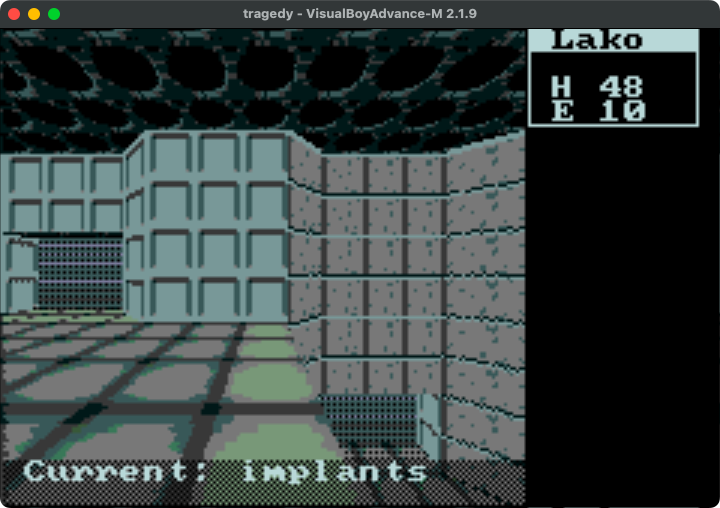 tragedy - VisualBoyAdvance-M 2.1.9
Lako
H 48
E 10
Current: implants